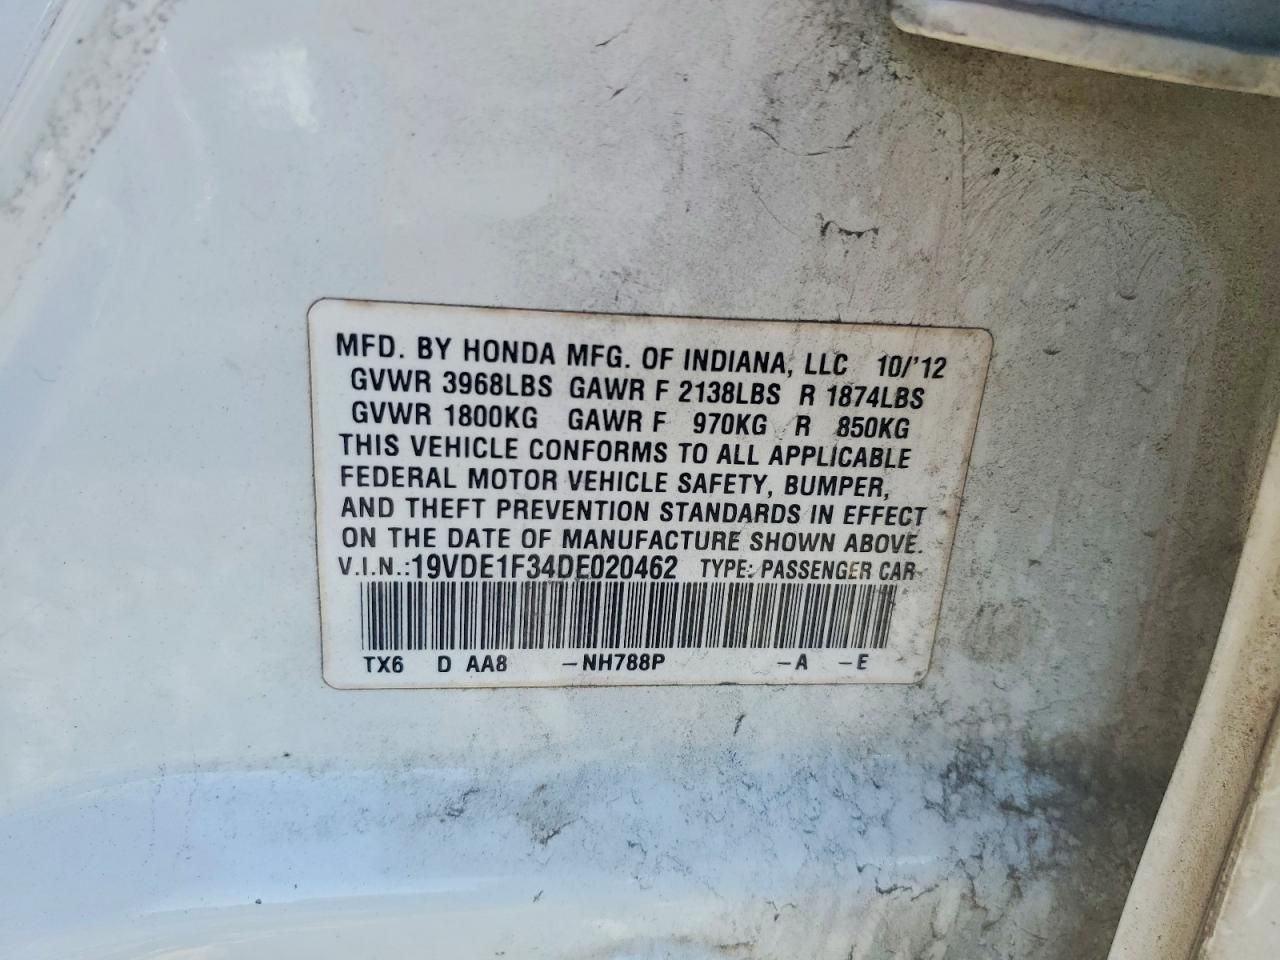 MFD. BY HONDA MFG. OF INDIANA, LLC 10/'12
GVWR 3968LBS GAWR F 2138LBS R 1874LBS
GVWR 1800KG GAWR F 970KG R 850KG
THIS VEHICLE CONFORMS TO ALL APPLICABLE
FEDERAL MOTOR VEHICLE SAFETY, BUMPER,
AND THEFT PREVENTION STANDARDS IN EFFECT
ON THE DATE OF MANUFACTURE SHOWN ABOVE.
V.I.N.:19VDE1F34DE020462 TYPE: PASSENGER CAR
TX6 D AA8 –NH788P –A –E